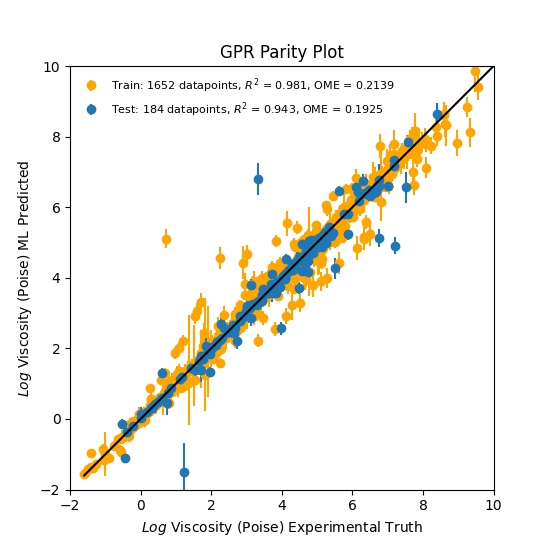 GPR Parity Plot
Train: 1652 datapoints, R² = 0.981, OME = 0.2139
Test: 184 datapoints, R² = 0.943, OME = 0.1925
Log Viscosity (Poise) ML Predicted
10
8
6
4
2
0
−2
−2 0 2 4 6 8 10
Log Viscosity (Poise) Experimental Truth